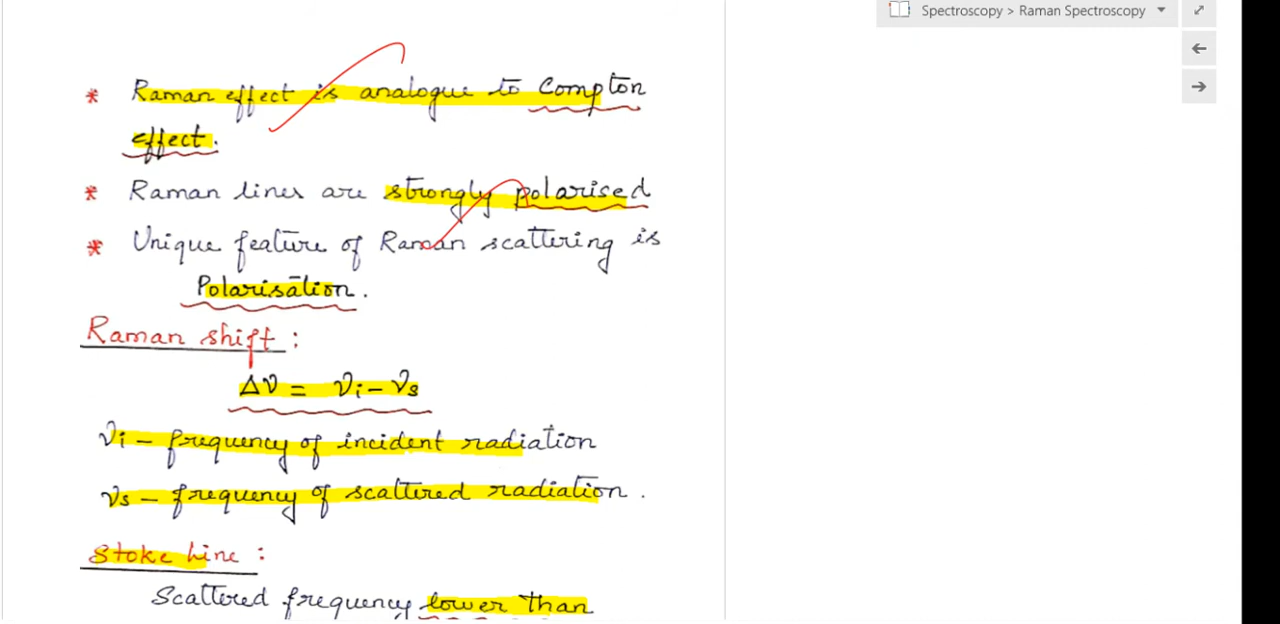 Spectroscopy > Raman Spectroscopy
* Raman effect is analogue to Compton
effect.
* Raman lines are strongly polarised
* Unique feature of Raman scattering is
Polarisation.
Raman shift :
Δν = νi - νs
νi - frequency of incident radiation
νs - frequency of scattered radiation.
Stoke line :
Scattered frequency lower than